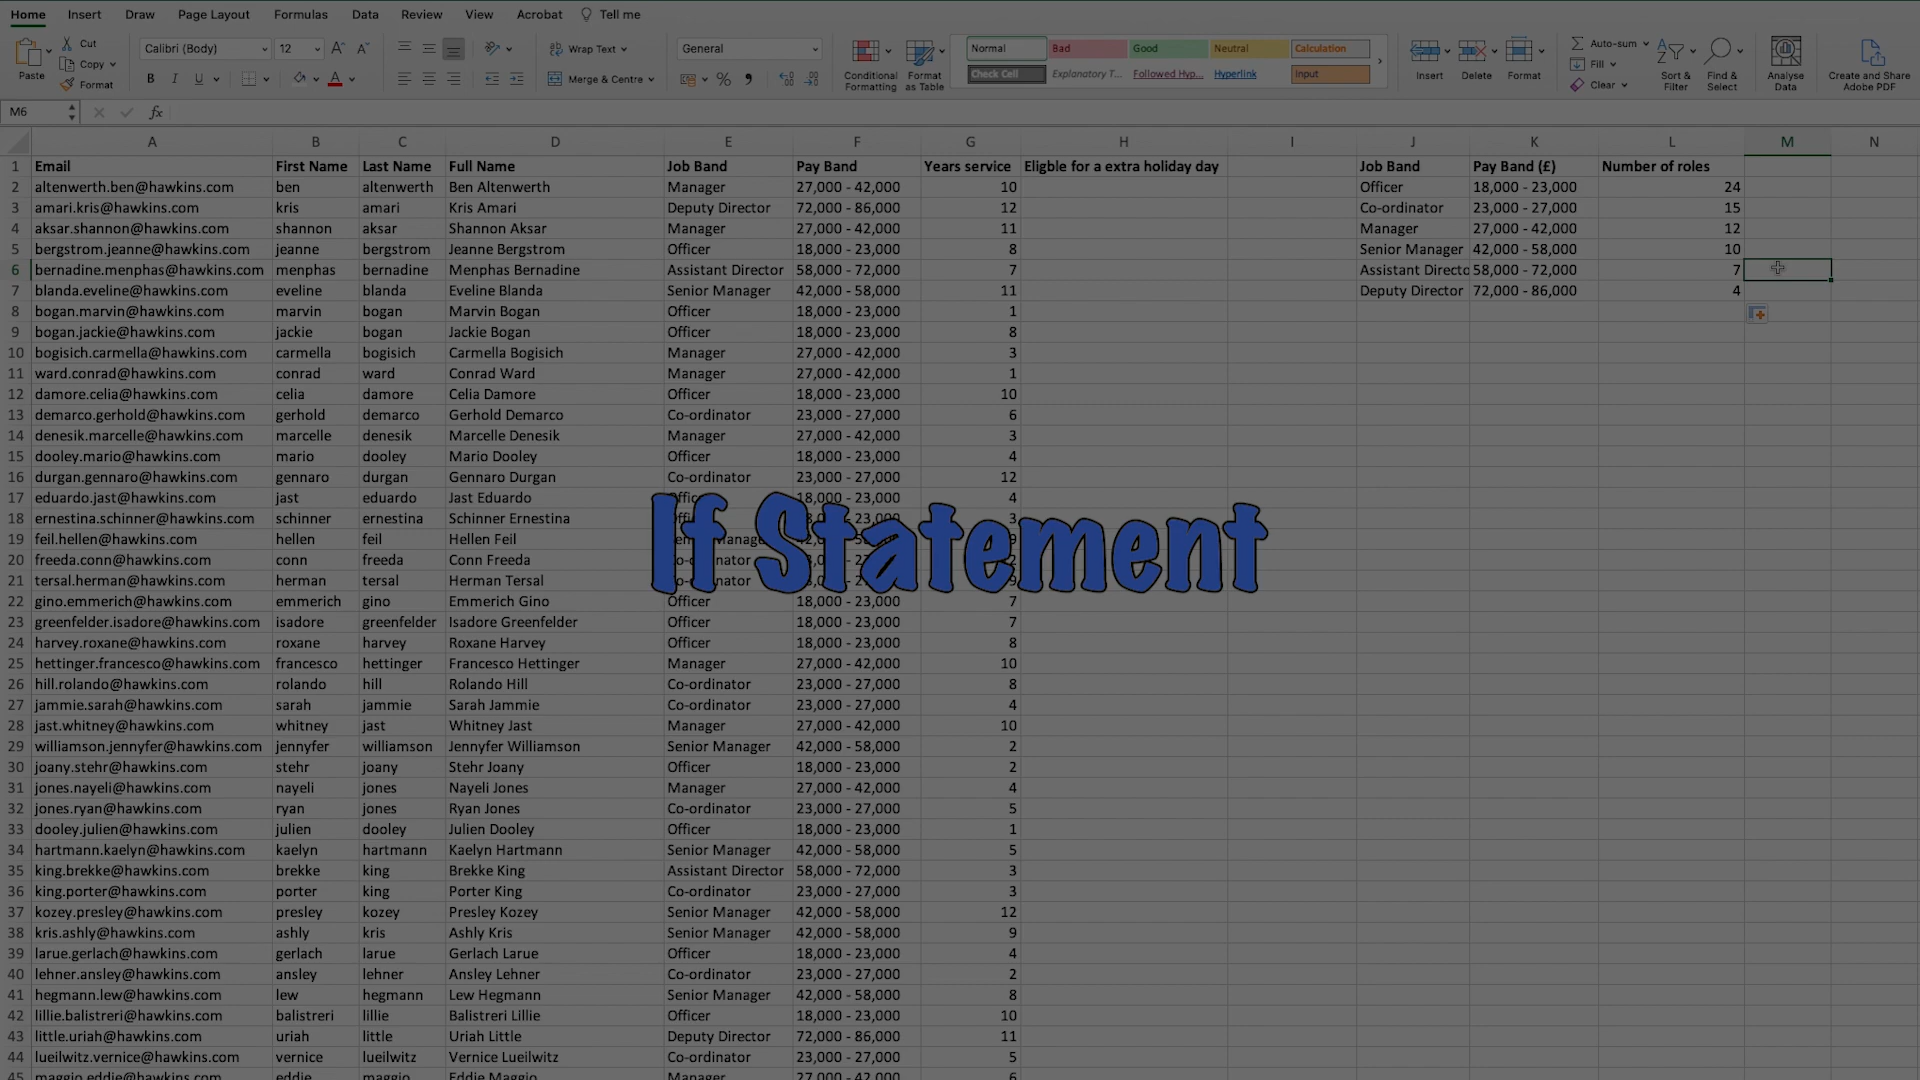 Home Insert Draw Page Layout Formulas Data Review View Acrobat Tell me
Paste
Cut
Copy
Format
Calibri (Body) 12
B I U
Wrap Text
Merge & Centre
General
Conditional Formatting
Format as Table
Normal Bad Good Neutral Calculation
Check Cell Explanatory T... Followed Hyp... Hyperlink Input
Insert Delete Format
Auto-sum
Fill
Clear
Sort & Filter
Find & Select
Analyse Data
Create and Share Adobe PDF
M6 fx
A B C D E F G H I J K L M N
1 Email First Name Last Name Full Name Job Band Pay Band Years service Eligble for a extra holiday day Job Band Pay Band (£) Number of roles
2 altenwerth.ben@hawkins.com ben altenwerth Ben Altenwerth Manager 27,000 - 42,000 10 Officer 18,000 - 23,000 24
3 amari.kris@hawkins.com kris amari Kris Amari Deputy Director 72,000 - 86,000 12 Co-ordinator 23,000 - 27,000 15
4 aksar.shannon@hawkins.com shannon aksar Shannon Aksar Manager 27,000 - 42,000 11 Manager 27,000 - 42,000 12
5 bergstrom.jeanne@hawkins.com jeanne bergstrom Jeanne Bergstrom Officer 18,000 - 23,000 8 Senior Manager 42,000 - 58,000 10
6 bernadine.menphas@hawkins.com menphas bernadine Menphas Bernadine Assistant Director 58,000 - 72,000 7 Assistant Directo 58,000 - 72,000 7
7 blanda.eveline@hawkins.com eveline blanda Eveline Blanda Senior Manager 42,000 - 58,000 11 Deputy Director 72,000 - 86,000 4
8 bogan.marvin@hawkins.com marvin bogan Marvin Bogan Officer 18,000 - 23,000 1
9 bogan.jackie@hawkins.com jackie bogan Jackie Bogan Officer 18,000 - 23,000 8
10 bogisich.carmella@hawkins.com carmella bogisich Carmella Bogisich Manager 27,000 - 42,000 3
11 ward.conrad@hawkins.com conrad ward Conrad Ward Manager 27,000 - 42,000 1
12 damore.celia@hawkins.com celia damore Celia Damore Officer 18,000 - 23,000 10
13 demarco.gerhold@hawkins.com gerhold demarco Gerhold Demarco Co-ordinator 23,000 - 27,000 6
14 denesik.marcelle@hawkins.com marcelle denesik Marcelle Denesik Manager 27,000 - 42,000 3
15 dooley.mario@hawkins.com mario dooley Mario Dooley Officer 18,000 - 23,000 4
16 durgan.gennaro@hawkins.com gennaro durgan Gennaro Durgan Co-ordinator 23,000 - 27,000 12
17 eduardo.jast@hawkins.com jast eduardo Jast Eduardo 18,000 - 23,000 4
18 ernestina.schinner@hawkins.com schinner ernestina Schinner Ernestina 3
19 feil.hellen@hawkins.com hellen feil Hellen Feil
20 freeda.conn@hawkins.com conn freeda Conn Freeda
21 tersal.herman@hawkins.com herman tersal Herman Tersal
If Statement
22 gino.emmerich@hawkins.com emmerich gino Emmerich Gino Officer 18,000 - 23,000 7
23 greenfelder.isadore@hawkins.com isadore greenfelder Isadore Greenfelder Officer 18,000 - 23,000 7
24 harvey.roxane@hawkins.com roxane harvey Roxane Harvey Officer 18,000 - 23,000 8
25 hettinger.francesco@hawkins.com francesco hettinger Francesco Hettinger Manager 27,000 - 42,000 10
26 hill.rolando@hawkins.com rolando hill Rolando Hill Co-ordinator 23,000 - 27,000 8
27 jammie.sarah@hawkins.com sarah jammie Sarah Jammie Co-ordinator 23,000 - 27,000 4
28 jast.whitney@hawkins.com whitney jast Whitney Jast Manager 27,000 - 42,000 10
29 williamson.jennyfer@hawkins.com jennyfer williamson Jennyfer Williamson Senior Manager 42,000 - 58,000 2
30 joany.stehr@hawkins.com stehr joany Stehr Joany Officer 18,000 - 23,000 2
31 jones.nayeli@hawkins.com nayeli jones Nayeli Jones Manager 27,000 - 42,000 4
32 jones.ryan@hawkins.com ryan jones Ryan Jones Co-ordinator 23,000 - 27,000 5
33 dooley.julien@hawkins.com julien dooley Julien Dooley Officer 18,000 - 23,000 1
34 hartmann.kaelyn@hawkins.com kaelyn hartmann Kaelyn Hartmann Senior Manager 42,000 - 58,000 5
35 king.brekke@hawkins.com brekke king Brekke King Assistant Director 58,000 - 72,000 3
36 king.porter@hawkins.com porter king Porter King Co-ordinator 23,000 - 27,000 3
37 kozey.presley@hawkins.com presley kozey Presley Kozey Senior Manager 42,000 - 58,000 12
38 kris.ashly@hawkins.com ashly kris Ashly Kris Senior Manager 42,000 - 58,000 9
39 larue.gerlach@hawkins.com gerlach larue Gerlach Larue Officer 18,000 - 23,000 4
40 lehner.ansley@hawkins.com ansley lehner Ansley Lehner Co-ordinator 23,000 - 27,000 2
41 hegmann.lew@hawkins.com lew hegmann Lew Hegmann Senior Manager 42,000 - 58,000 8
42 lillie.balistreri@hawkins.com balistreri lillie Balistreri Lillie Officer 18,000 - 23,000 10
43 little.uriah@hawkins.com uriah little Uriah Little Deputy Director 72,000 - 86,000 11
44 lueilwitz.vernice@hawkins.com vernice lueilwitz Vernice Lueilwitz Co-ordinator 23,000 - 27,000 5
45 maggio.eddie@hawkins.com eddie maggio Eddie Maggio Manager 27,000 - 42,000 6